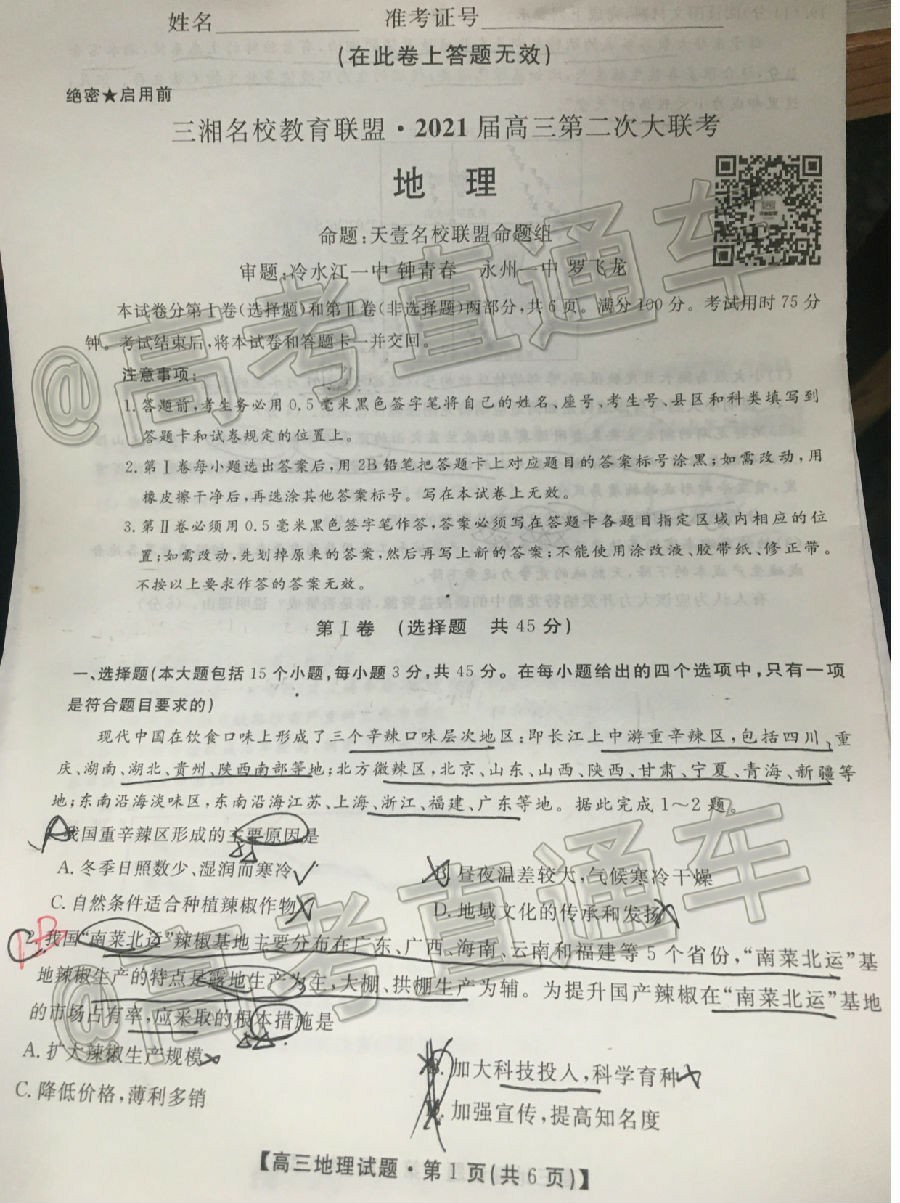 姓名 准考证号
(在此卷上答题无效)
绝密★启用前
三湘名校教育联盟·2021届高三第二次大联考
地 理
命题:天壹名校联盟命题组
审题:冷水江一中 钟青春 永州一中 罗飞龙
本试卷分第Ⅰ卷(选择题)和第Ⅱ卷(非选择题)两部分,共6页。满分100分。考试用时75分
钟。考试结束后,将本试卷和答题卡一并交回。
注意事项:
1.答题前,考生务必用0.5毫米黑色签字笔将自己的姓名、座号、考生号、县区和科类填写到
答题卡和试卷规定的位置上。
2.第Ⅰ卷每小题选出答案后,用2B铅笔把答题卡上对应题目的答案标号涂黑;如需改动,用
橡皮擦干净后,再选涂其他答案标号。写在本试卷上无效。
3.第Ⅱ卷必须用0.5毫米黑色签字笔作答,答案必须写在答题卡各题目指定区域内相应的位
置;如需改动,先划掉原来的答案,然后再写上新的答案;不能使用涂改液、胶带纸、修正带。
不按以上要求作答的答案无效。
第Ⅰ卷 (选择题 共45分)
一、选择题(本大题包括15个小题,每小题3分,共45分。在每小题给出的四个选项中,只有一项
是符合题目要求的)
现代中国在饮食口味上形成了三个辛辣口味层次地区:即长江上中游重辛辣区,包括四川、重
庆、湖南、湖北、贵州、陕西南部等地;北方微辣区,北京、山东、山西、陕西、甘肃、宁夏、青海、新疆等
地;东南沿海淡味区,东南沿海江苏、上海、浙江、福建、广东等地。据此完成1~2题。
我国重辛辣区形成的主要原因是
A.冬季日照数少、湿润而寒冷
昼夜温差较大,气候寒冷干燥
C.自然条件适合种植辣椒作物
D.地域文化的传承和发扬
2.我国“南菜北运”辣椒基地主要分布在广东、广西、海南、云南和福建等5个省份,“南菜北运”基
地辣椒生产的特点是露地生产为主,大棚、拱棚生产为辅。为提升国产辣椒在“南菜北运”基地
的市场占有率,应采取的根本措施是
A.扩大辣椒生产规模
加大科技投入,科学育种
C.降低价格,薄利多销
加强宣传,提高知名度
【高三地理试题·第1页(共6页)】
@高考直通车
@高考直通车